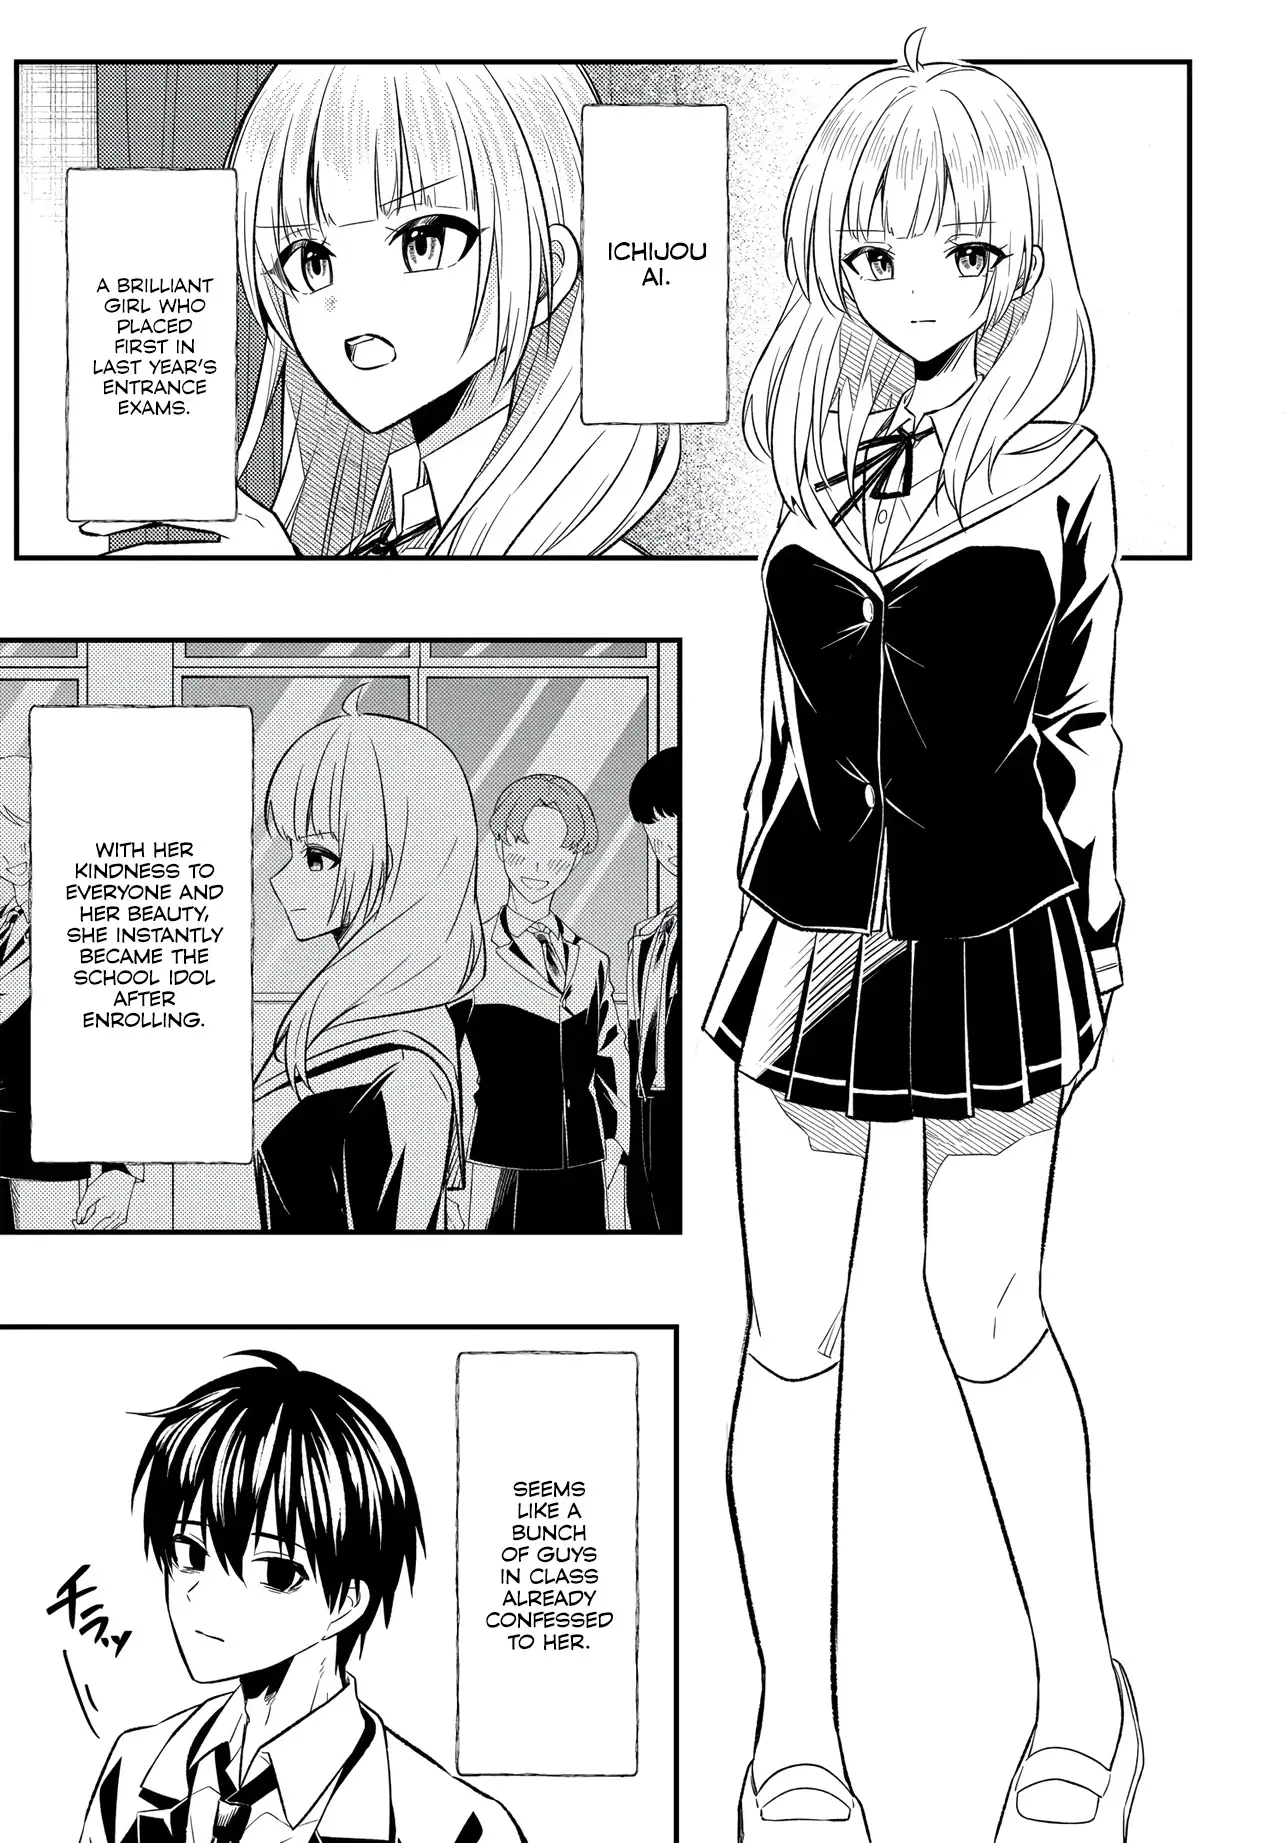 ICHIJOU
AI.
A BRILLIANT
GIRL WHO
PLACED
FIRST IN
LAST YEAR'S
ENTRANCE
EXAMS.
WITH HER
KINDNESS TO
EVERYONE AND
HER BEAUTY,
SHE INSTANTLY
BECAME THE
SCHOOL IDOL
AFTER
ENROLLING.
SEEMS
LIKE A
BUNCH
OF GUYS
IN CLASS
ALREADY
CONFESSED
TO HER.
チラッ